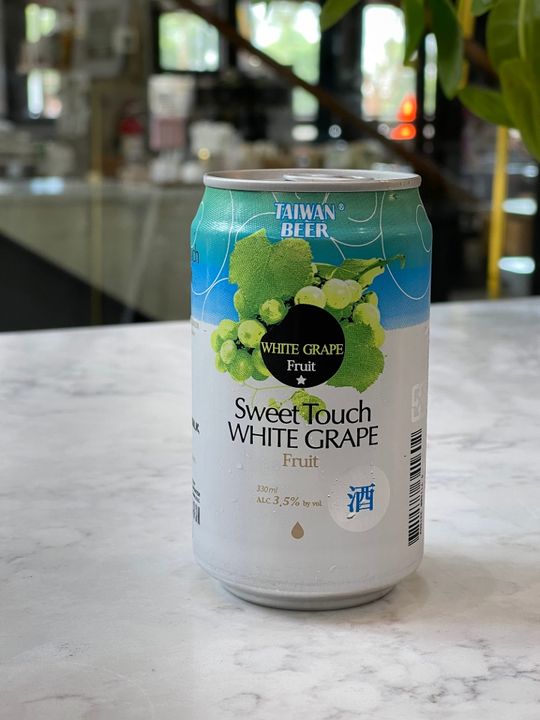 TAIWAN®
BEER
WHITE GRAPE
Fruit
Sweet Touch
WHITE GRAPE
Fruit
330ml
ALC 3.5% by vol.
酒